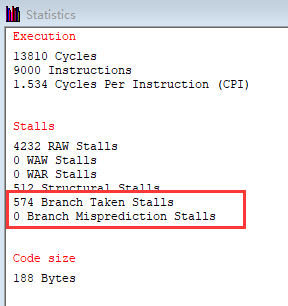 Statistics
Execution
13810 Cycles
9000 Instructions
1.534 Cycles Per Instruction (CPI)
Stalls
4232 RAW Stalls
0 WAW Stalls
0 WAR Stalls
512 Structural Stalls
574 Branch Taken Stalls
0 Branch Misprediction Stalls
Code size
188 Bytes